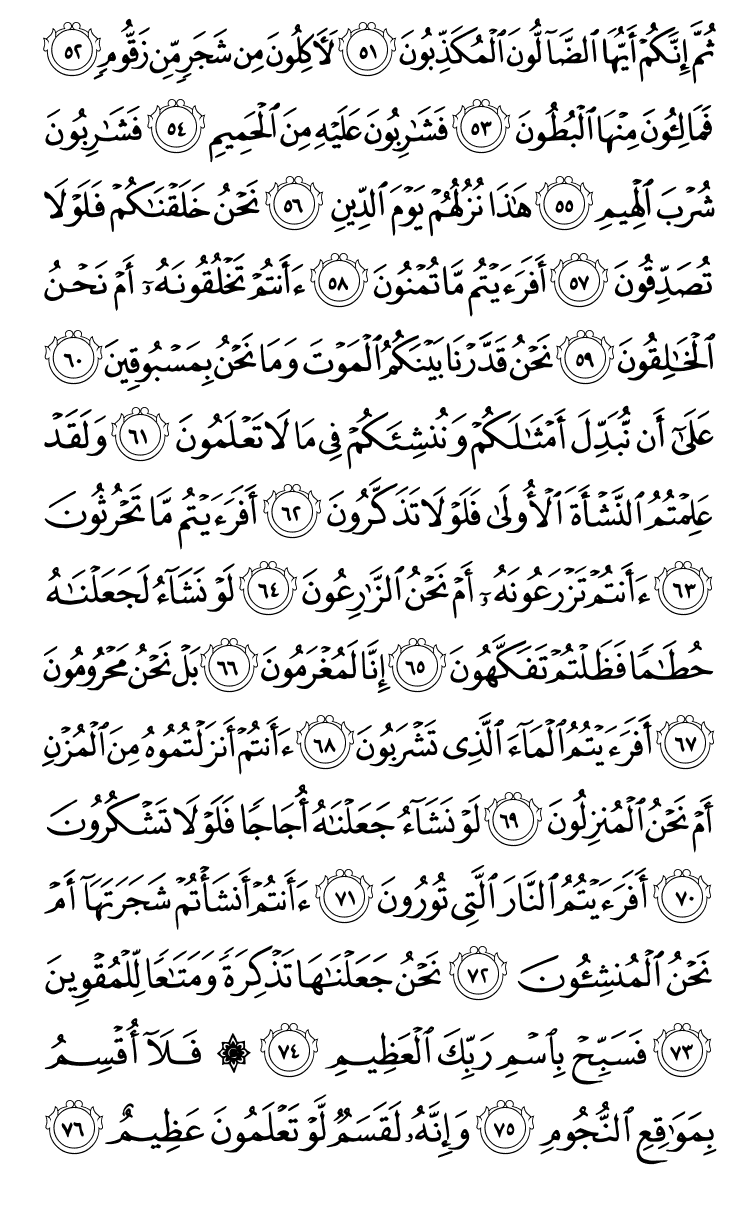 ثُمَّ إِنَّكُمْ أَيُّهَا ٱلضَّآلُّونَ ٱلْمُكَذِّبُونَ ٥١ لَـَٔاكِلُونَ مِن شَجَرٍ مِّن زَقُّومٍ ٥٢
فَمَالِـُٔونَ مِنْهَا ٱلْبُطُونَ ٥٣ فَشَـٰرِبُونَ عَلَيْهِ مِنَ ٱلْحَمِيمِ ٥٤ فَشَـٰرِبُونَ
شُرْبَ ٱلْهِيمِ ٥٥ هَـٰذَا نُزُلُهُمْ يَوْمَ ٱلدِّينِ ٥٦ نَحْنُ خَلَقْنَـٰكُمْ فَلَوْلَا
تُصَدِّقُونَ ٥٧ أَفَرَءَيْتُم مَّا تُمْنُونَ ٥٨ ءَأَنتُمْ تَخْلُقُونَهُۥٓ أَمْ نَحْنُ
ٱلْخَـٰلِقُونَ ٥٩ نَحْنُ قَدَّرْنَا بَيْنَكُمُ ٱلْمَوْتَ وَمَا نَحْنُ بِمَسْبُوقِينَ ٦٠
عَلَىٰٓ أَن نُّبَدِّلَ أَمْثَـٰلَكُمْ وَنُنشِئَكُمْ فِى مَا لَا تَعْلَمُونَ ٦١ وَلَقَدْ
عَلِمْتُمُ ٱلنَّشْأَةَ ٱلْأُولَىٰ فَلَوْلَا تَذَكَّرُونَ ٦٢ أَفَرَءَيْتُم مَّا تَحْرُثُونَ
٦٣ ءَأَنتُمْ تَزْرَعُونَهُۥٓ أَمْ نَحْنُ ٱلزَّٰرِعُونَ ٦٤ لَوْ نَشَآءُ لَجَعَلْنَـٰهُ
حُطَـٰمًا فَظَلْتُمْ تَفَكَّهُونَ ٦٥ إِنَّا لَمُغْرَمُونَ ٦٦ بَلْ نَحْنُ مَحْرُومُونَ
٦٧ أَفَرَءَيْتُمُ ٱلْمَآءَ ٱلَّذِى تَشْرَبُونَ ٦٨ ءَأَنتُمْ أَنزَلْتُمُوهُ مِنَ ٱلْمُزْنِ
أَمْ نَحْنُ ٱلْمُنزِلُونَ ٦٩ لَوْ نَشَآءُ جَعَلْنَـٰهُ أُجَاجًا فَلَوْلَا تَشْكُرُونَ
٧٠ أَفَرَءَيْتُمُ ٱلنَّارَ ٱلَّتِى تُورُونَ ٧١ ءَأَنتُمْ أَنشَأْتُمْ شَجَرَتَهَآ أَمْ
نَحْنُ ٱلْمُنشِـُٔونَ ٧٢ نَحْنُ جَعَلْنَـٰهَا تَذْكِرَةً وَمَتَـٰعًا لِّلْمُقْوِينَ
٧٣ فَسَبِّحْ بِٱسْمِ رَبِّكَ ٱلْعَظِيمِ ٧٤ ۞ فَلَآ أُقْسِمُ
بِمَوَٰقِعِ ٱلنُّجُومِ ٧٥ وَإِنَّهُۥ لَقَسَمٌ لَّوْ تَعْلَمُونَ عَظِيمٌ ٧٦